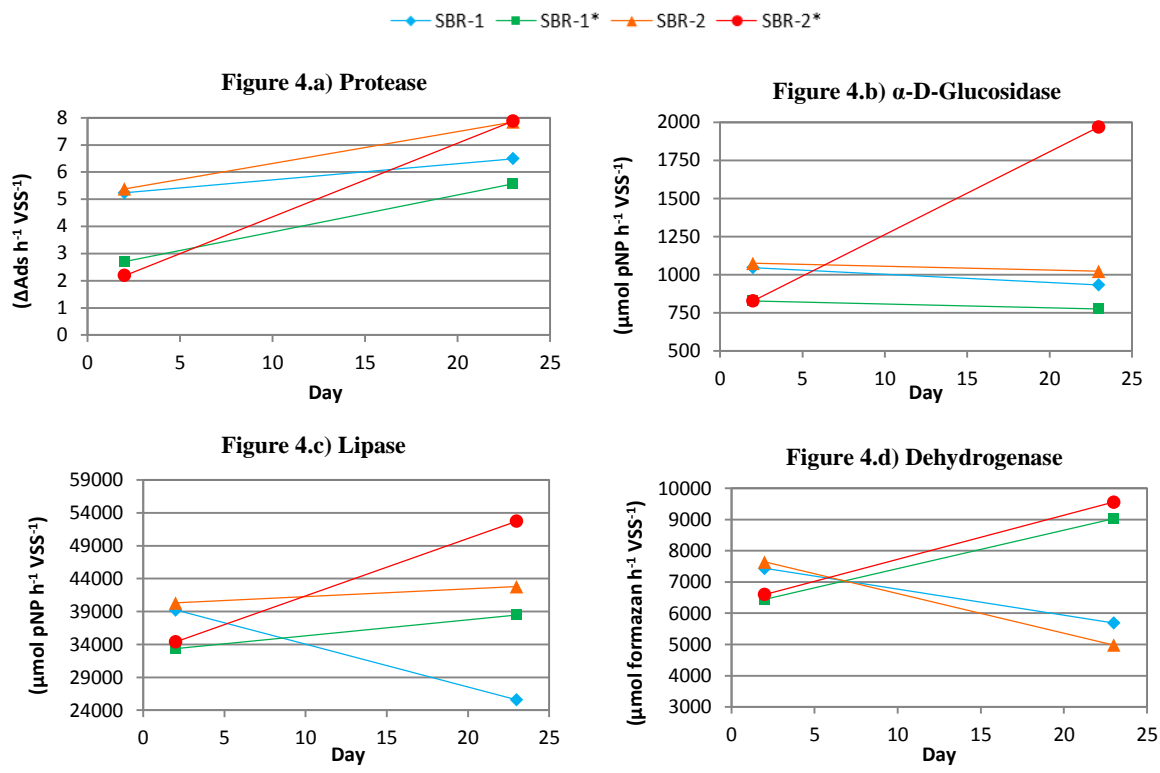 SBR-1 SBR-1* SBR-2 SBR-2*
Figure 4.a) Protease
(ΔAds h⁻¹ VSS⁻¹)
8
7
6
5
4
3
2
1
0
0 5 10 15 20 25
Day
Figure 4.b) α-D-Glucosidase
(µmol pNP h⁻¹ VSS⁻¹)
2000
1750
1500
1250
1000
750
500
0 5 10 15 20 25
Day
Figure 4.c) Lipase
(µmol pNP h⁻¹ VSS⁻¹)
59000
54000
49000
44000
39000
34000
29000
24000
0 5 10 15 20 25
Day
Figure 4.d) Dehydrogenase
(µmol formazan h⁻¹ VSS⁻¹)
10000
9000
8000
7000
6000
5000
4000
3000
0 5 10 15 20 25
Day